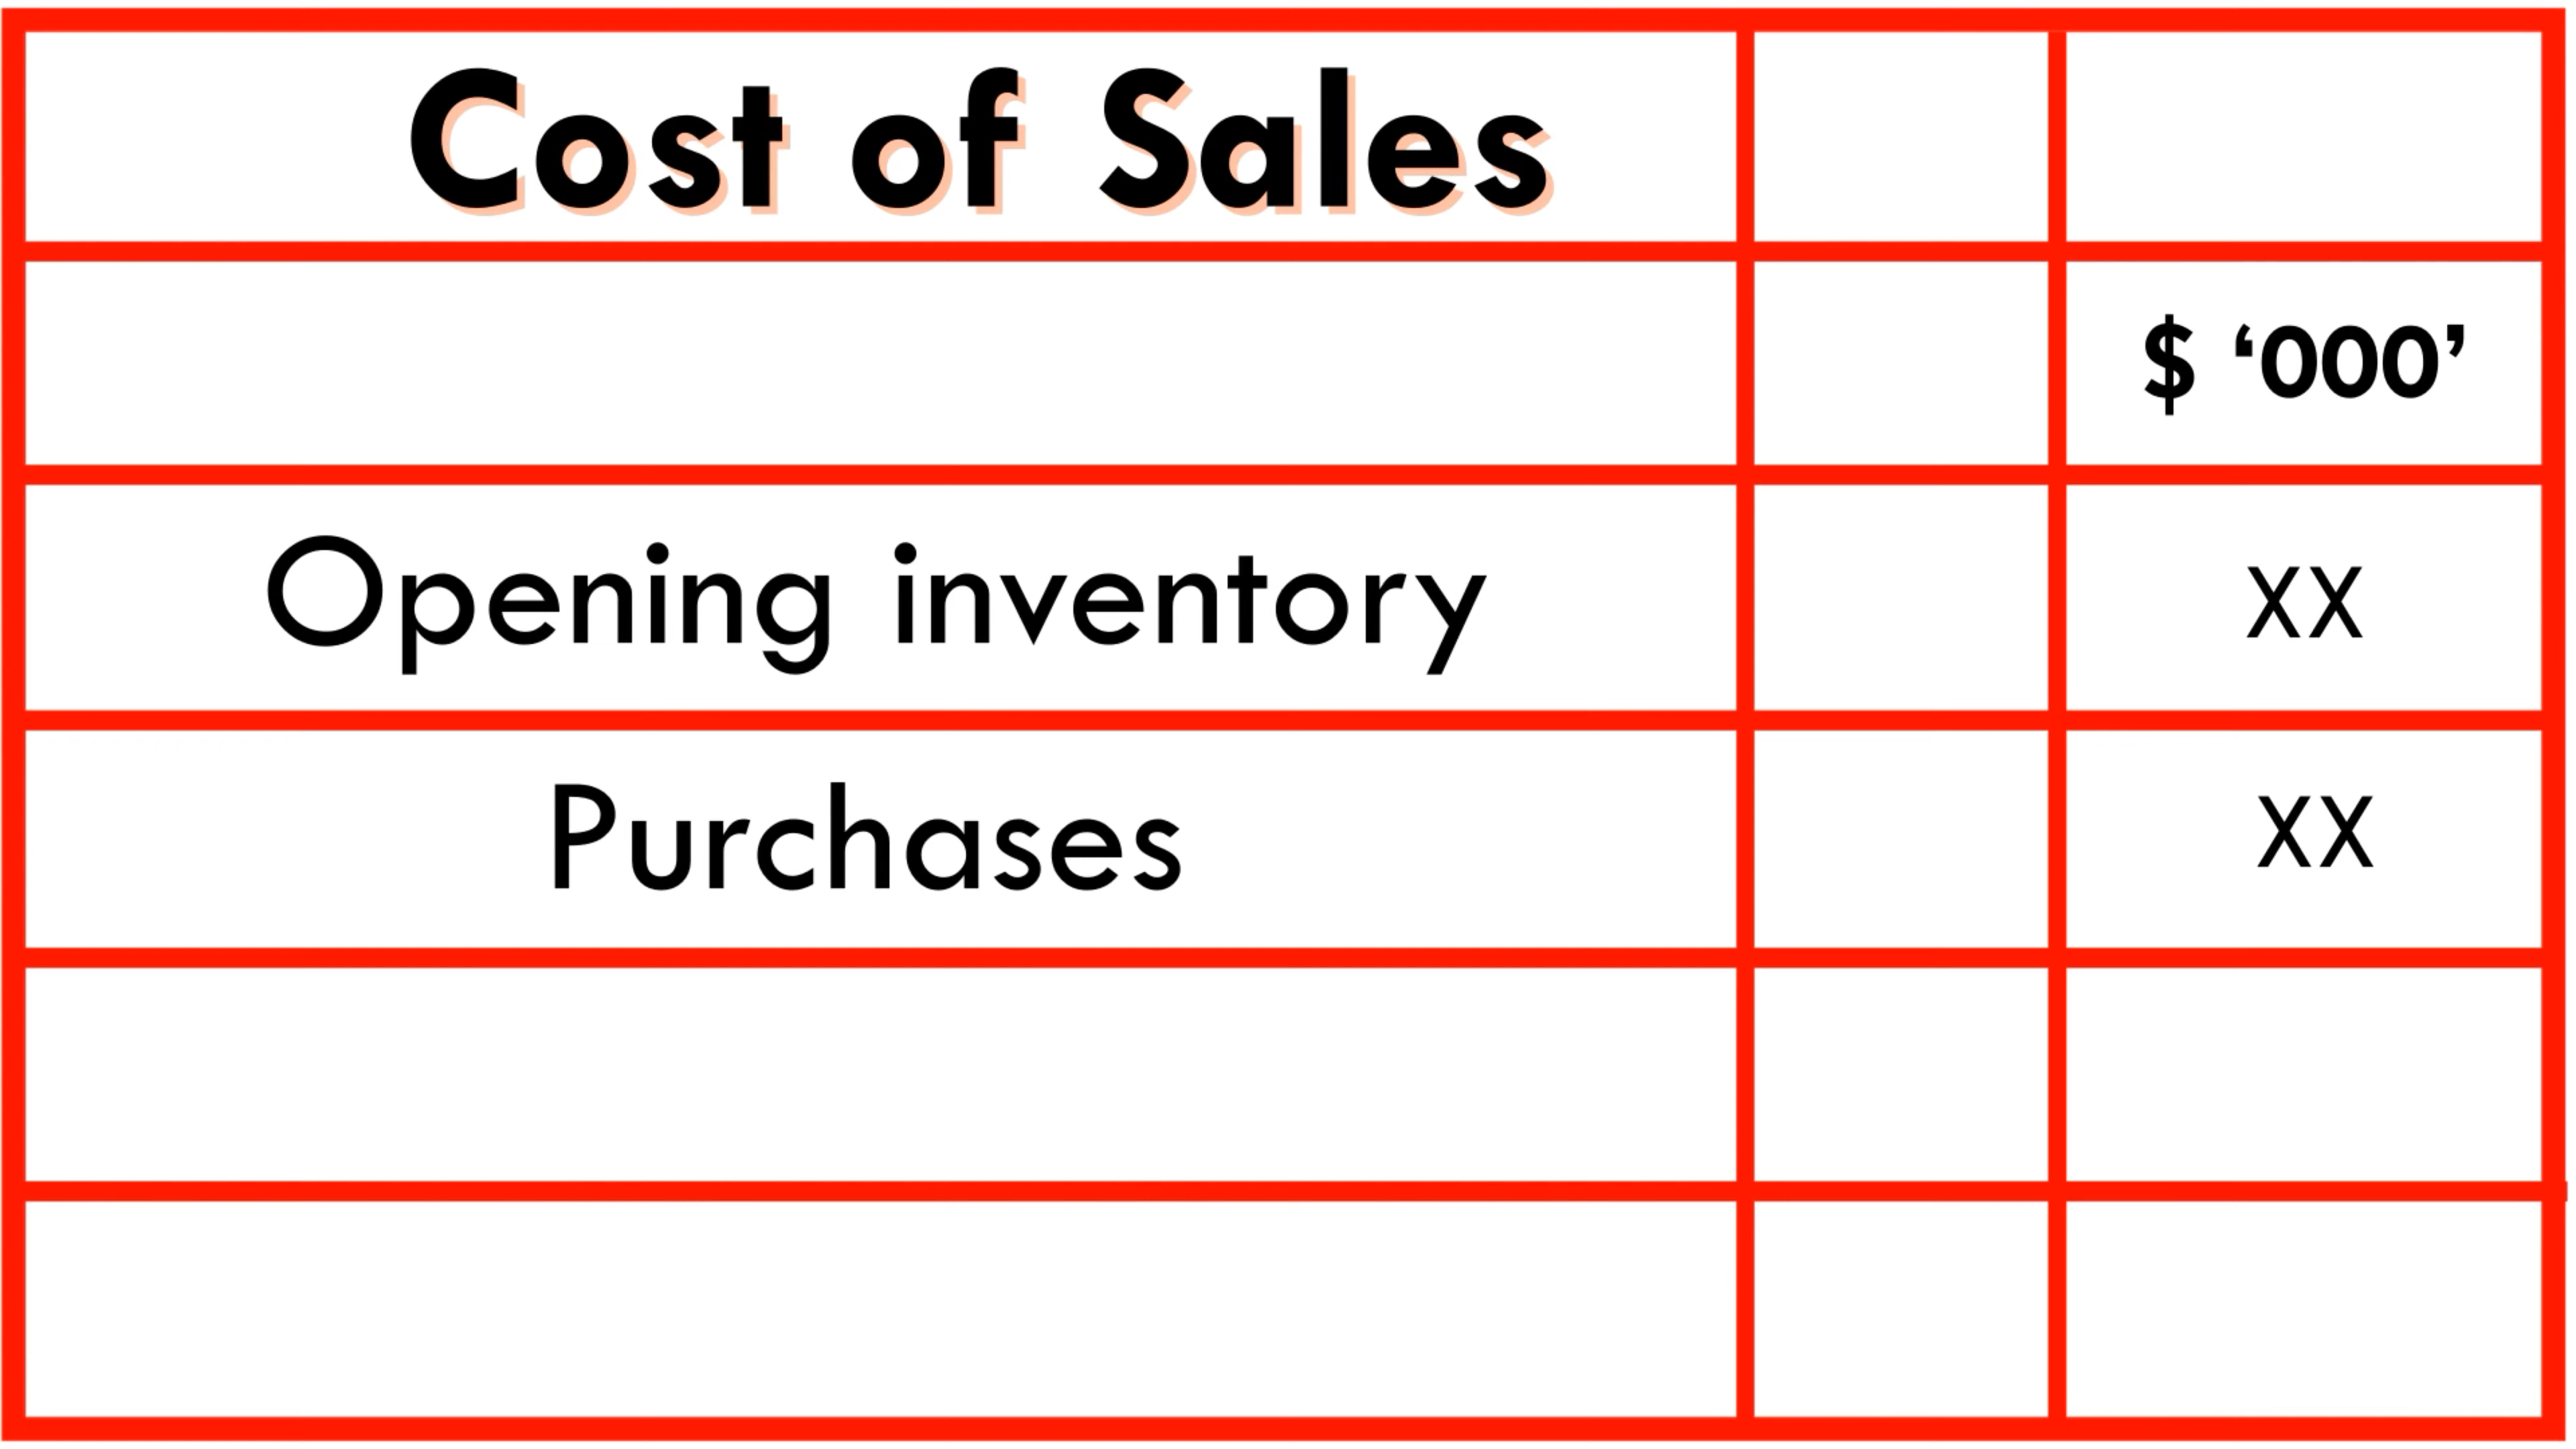 Cost of Sales
$ ‘000’
Opening inventory XX
Purchases XX